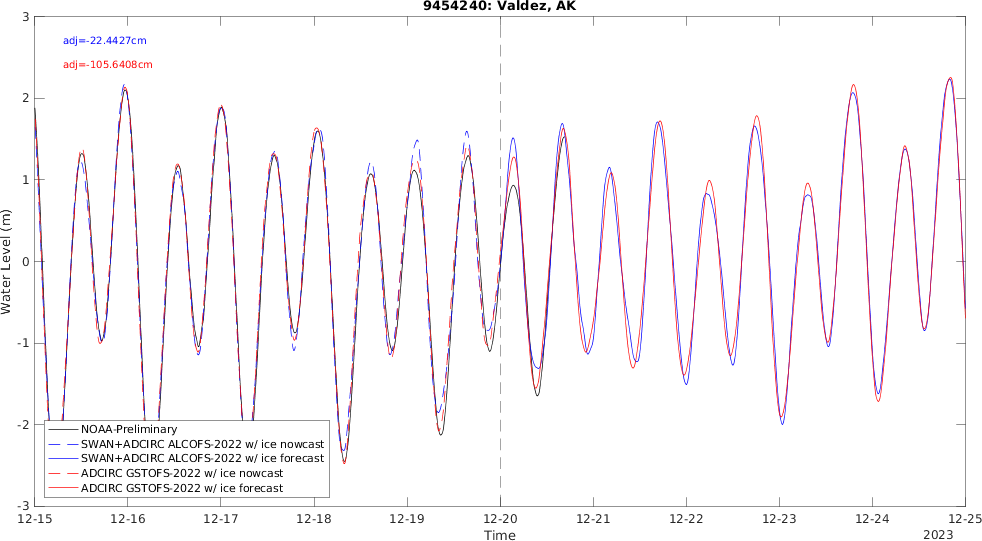 9454240: Valdez, AK
adj=-22.4427cm
adj=-105.6408cm
3
2
1
0
-1
-2
-3
Water Level (m)
NOAA-Preliminary
SWAN+ADCIRC ALCOFS-2022 w/ ice nowcast
SWAN+ADCIRC ALCOFS-2022 w/ ice forecast
ADCIRC GSTOFS-2022 w/ ice nowcast
ADCIRC GSTOFS-2022 w/ ice forecast
12-15 12-16 12-17 12-18 12-19 12-20 12-21 12-22 12-23 12-24 12-25
Time
2023